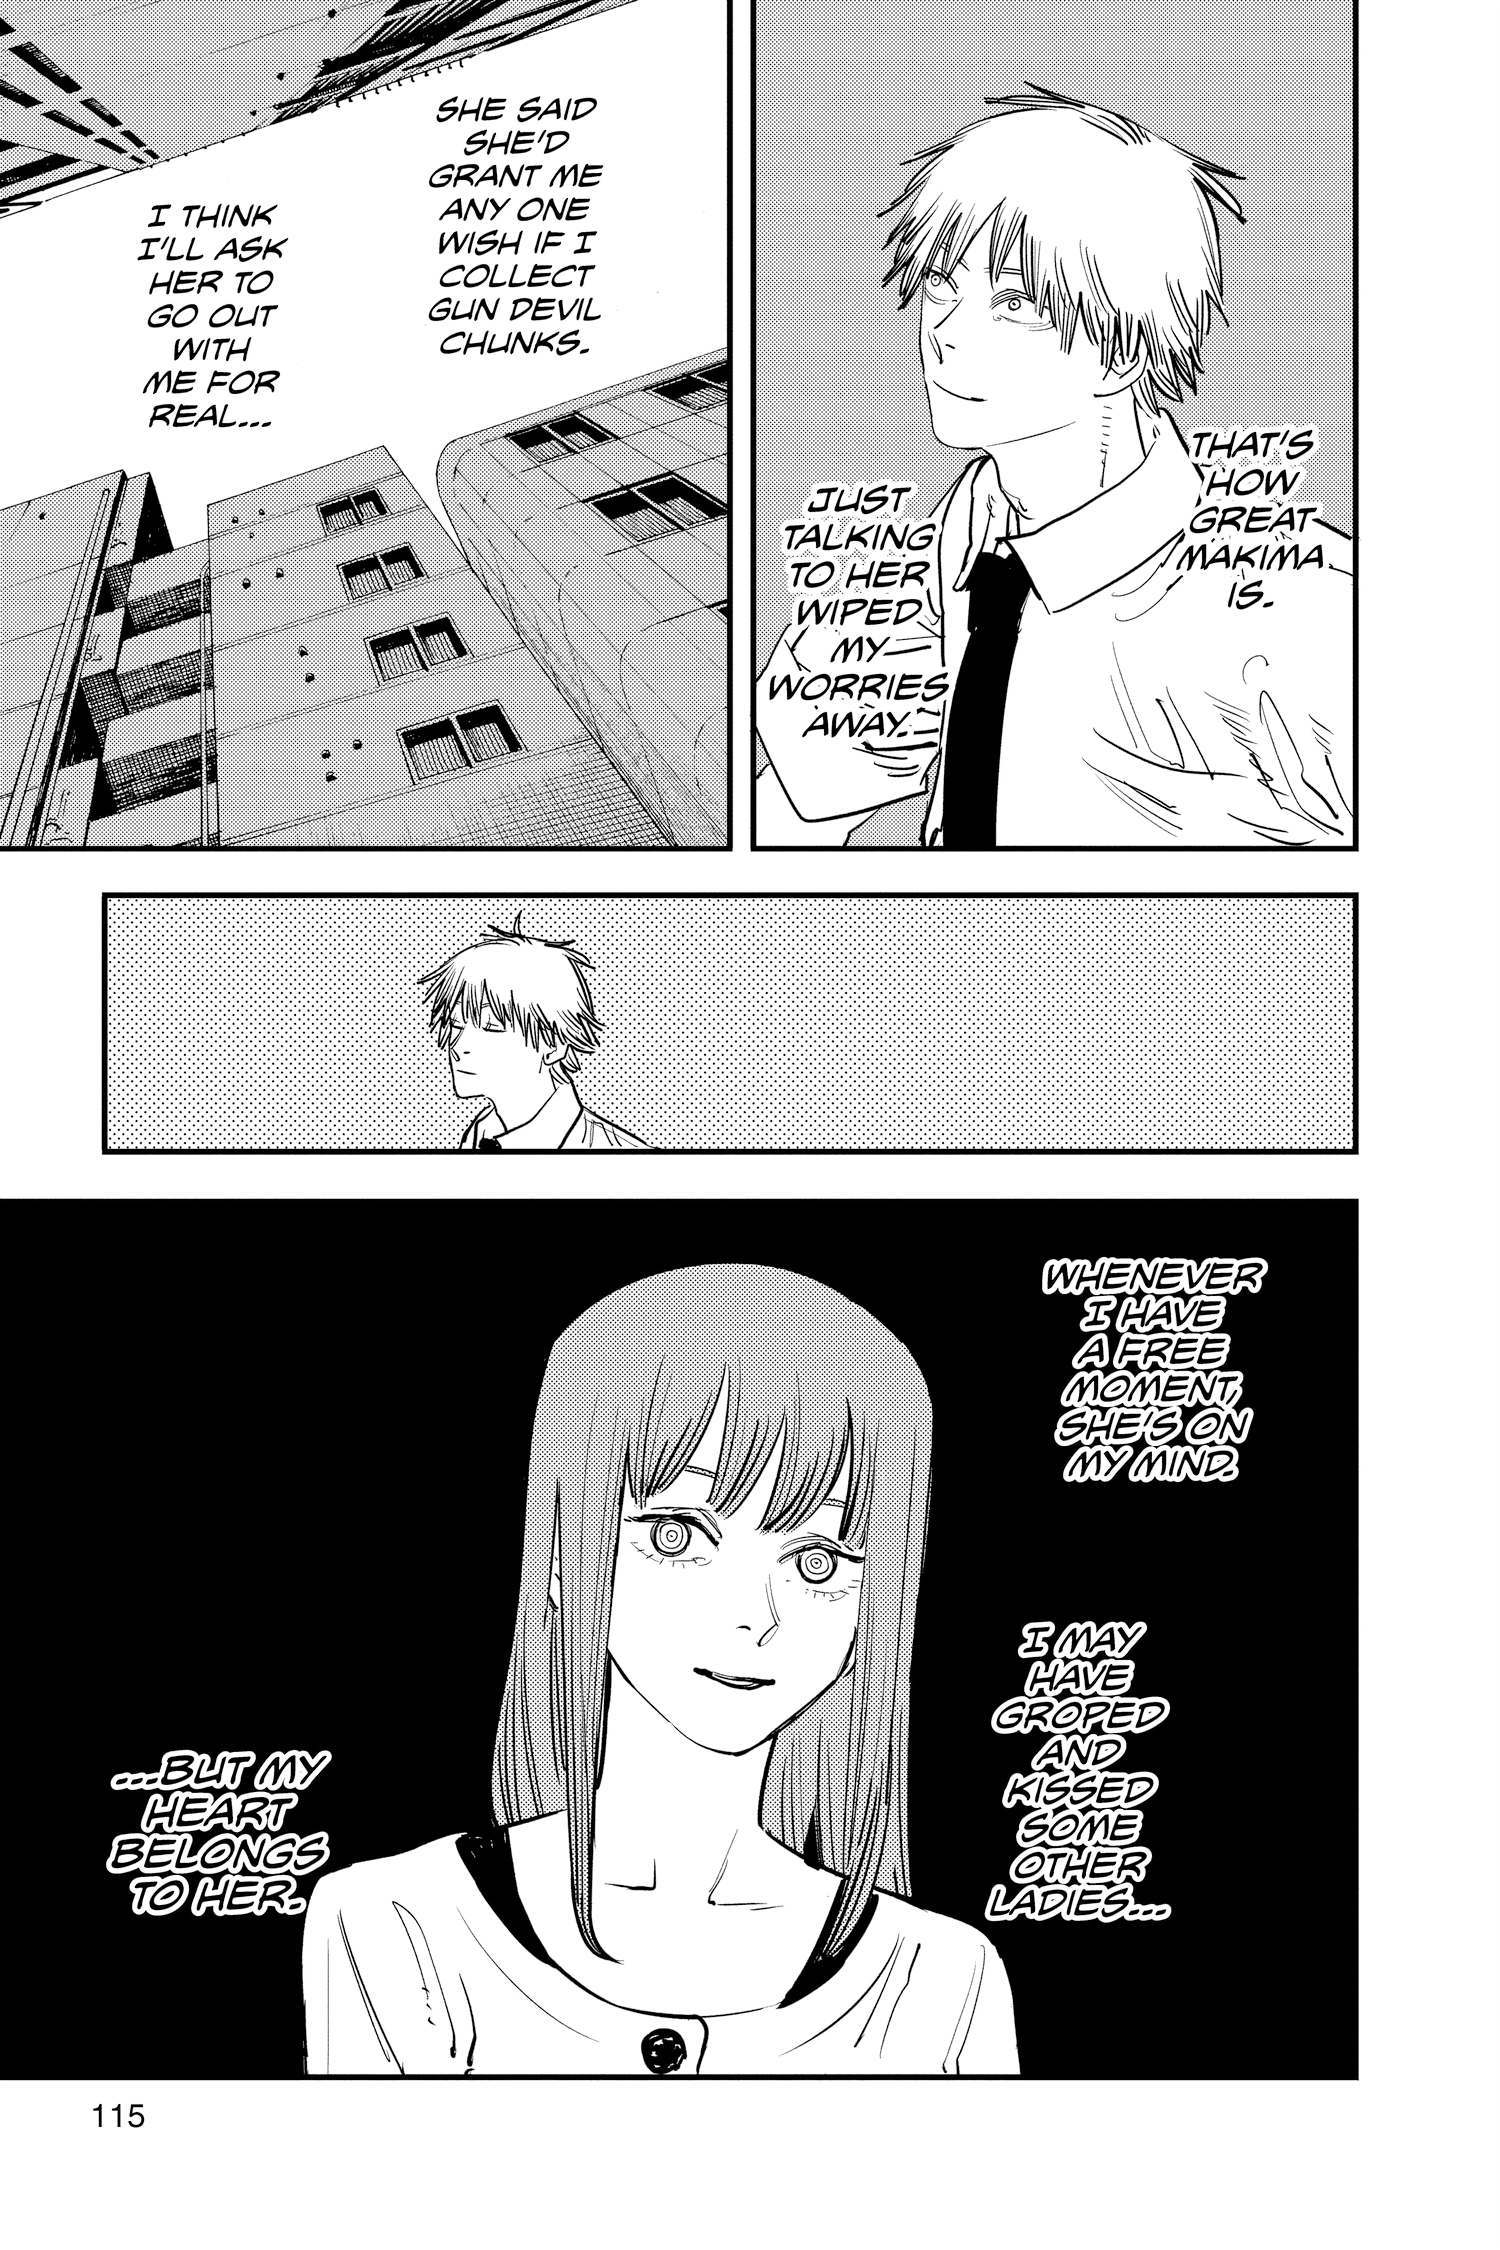 THAT'S
HOW
GREAT
MAKIMA
IS.
JUST
TALKING
TO HER
WIPED
MY
WORRIES
AWAY.
SHE SAID
SHE'D
GRANT ME
ANY ONE
WISH IF I
COLLECT
GUN DEVIL
CHUNKS.
I THINK
I'LL ASK
HER TO
GO OUT
WITH
ME FOR
REAL...
WHENEVER
I HAVE
A FREE
MOMENT,
SHE'S ON
MY MIND.
I MAY
HAVE
GROPED
AND
KISSED
SOME
OTHER
LADIES...
...BUT MY
HEART
BELONGS
TO HER.
115